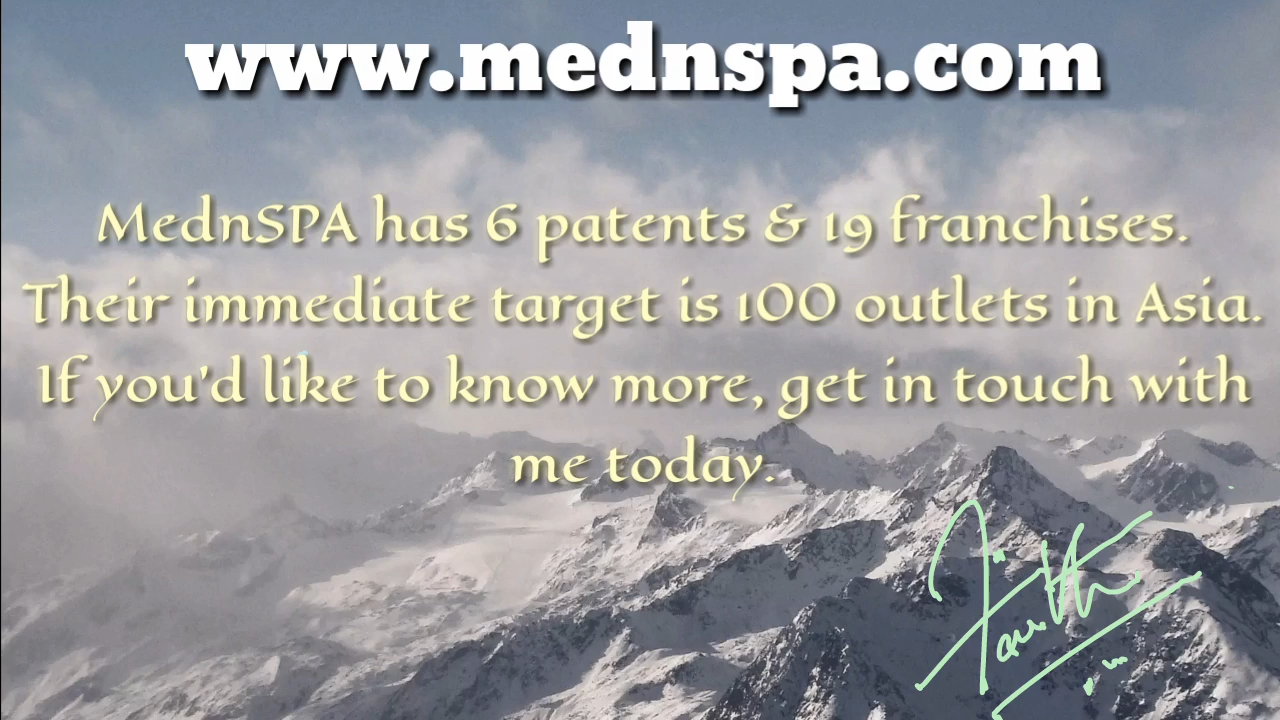 www.mednspa.com
MednSPA has 6 patents & 19 franchises.
Their immediate target is 100 outlets in Asia.
If you'd like to know more, get in touch with
me today.